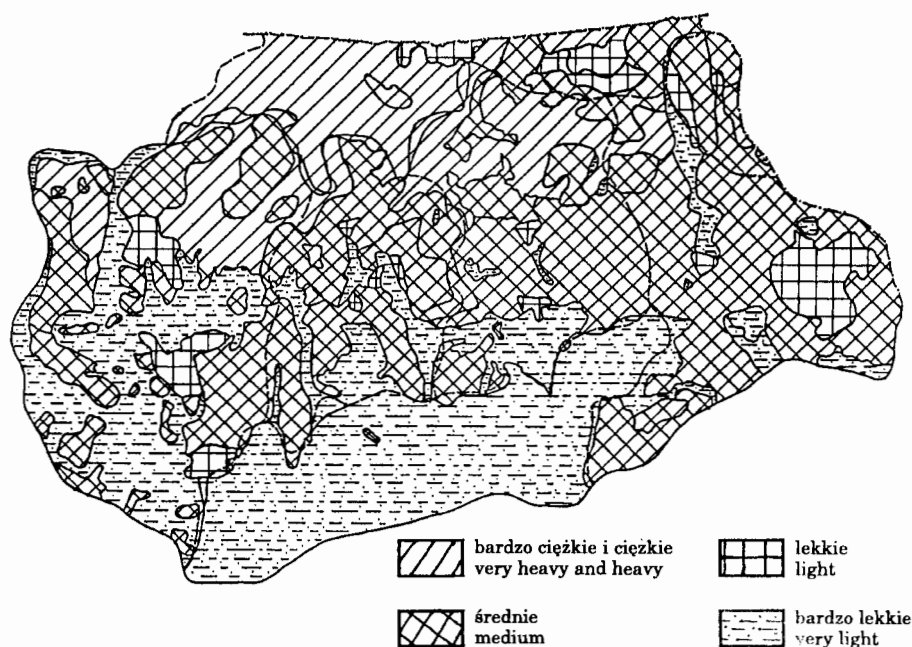 bardzo ciężkie i ciężkie
very heavy and heavy
lekkie
light
średnie
medium
bardzo lekkie
very light